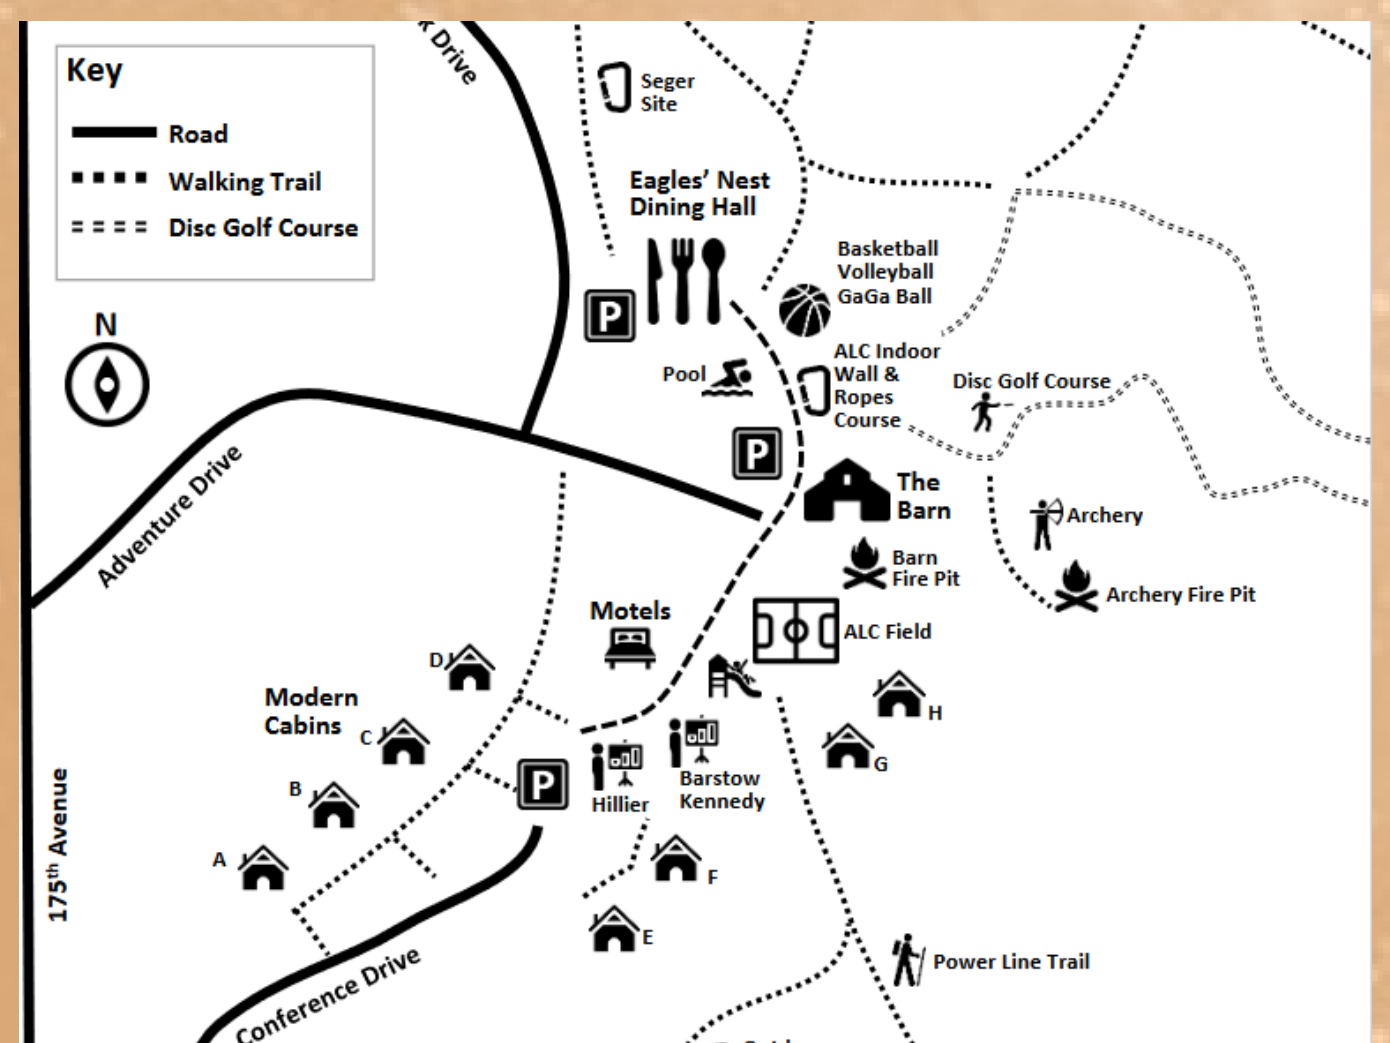 Key
Road
Walking Trail
Disc Golf Course
N
Drive
Seger
Site
Eagles’ Nest
Dining Hall
P
Basketball
Volleyball
GaGa Ball
Pool
ALC Indoor
Wall &
Ropes
Course
Disc Golf Course
P
The
Barn
Archery
Barn
Fire Pit
Archery Fire Pit
Adventure Drive
Motels
ALC Field
D
Modern
Cabins
C
B
A
H
G
P
Hillier
Barstow
Kennedy
F
E
175th Avenue
Conference Drive
Power Line Trail